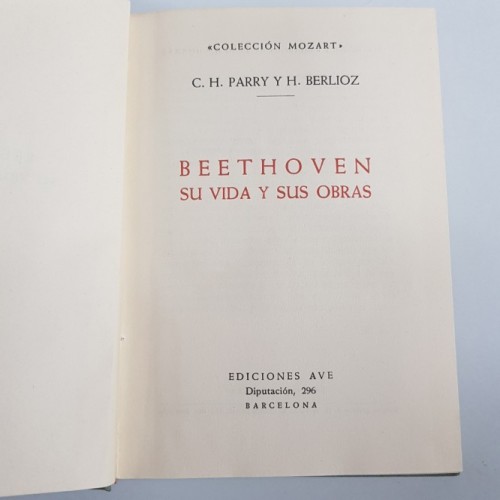 «COLECCIÓN MOZART»
C. H. PARRY Y H. BERLIOZ
BEETHOVEN
SU VIDA Y SUS OBRAS
EDICIONES AVE
Diputación, 296
BARCELONA